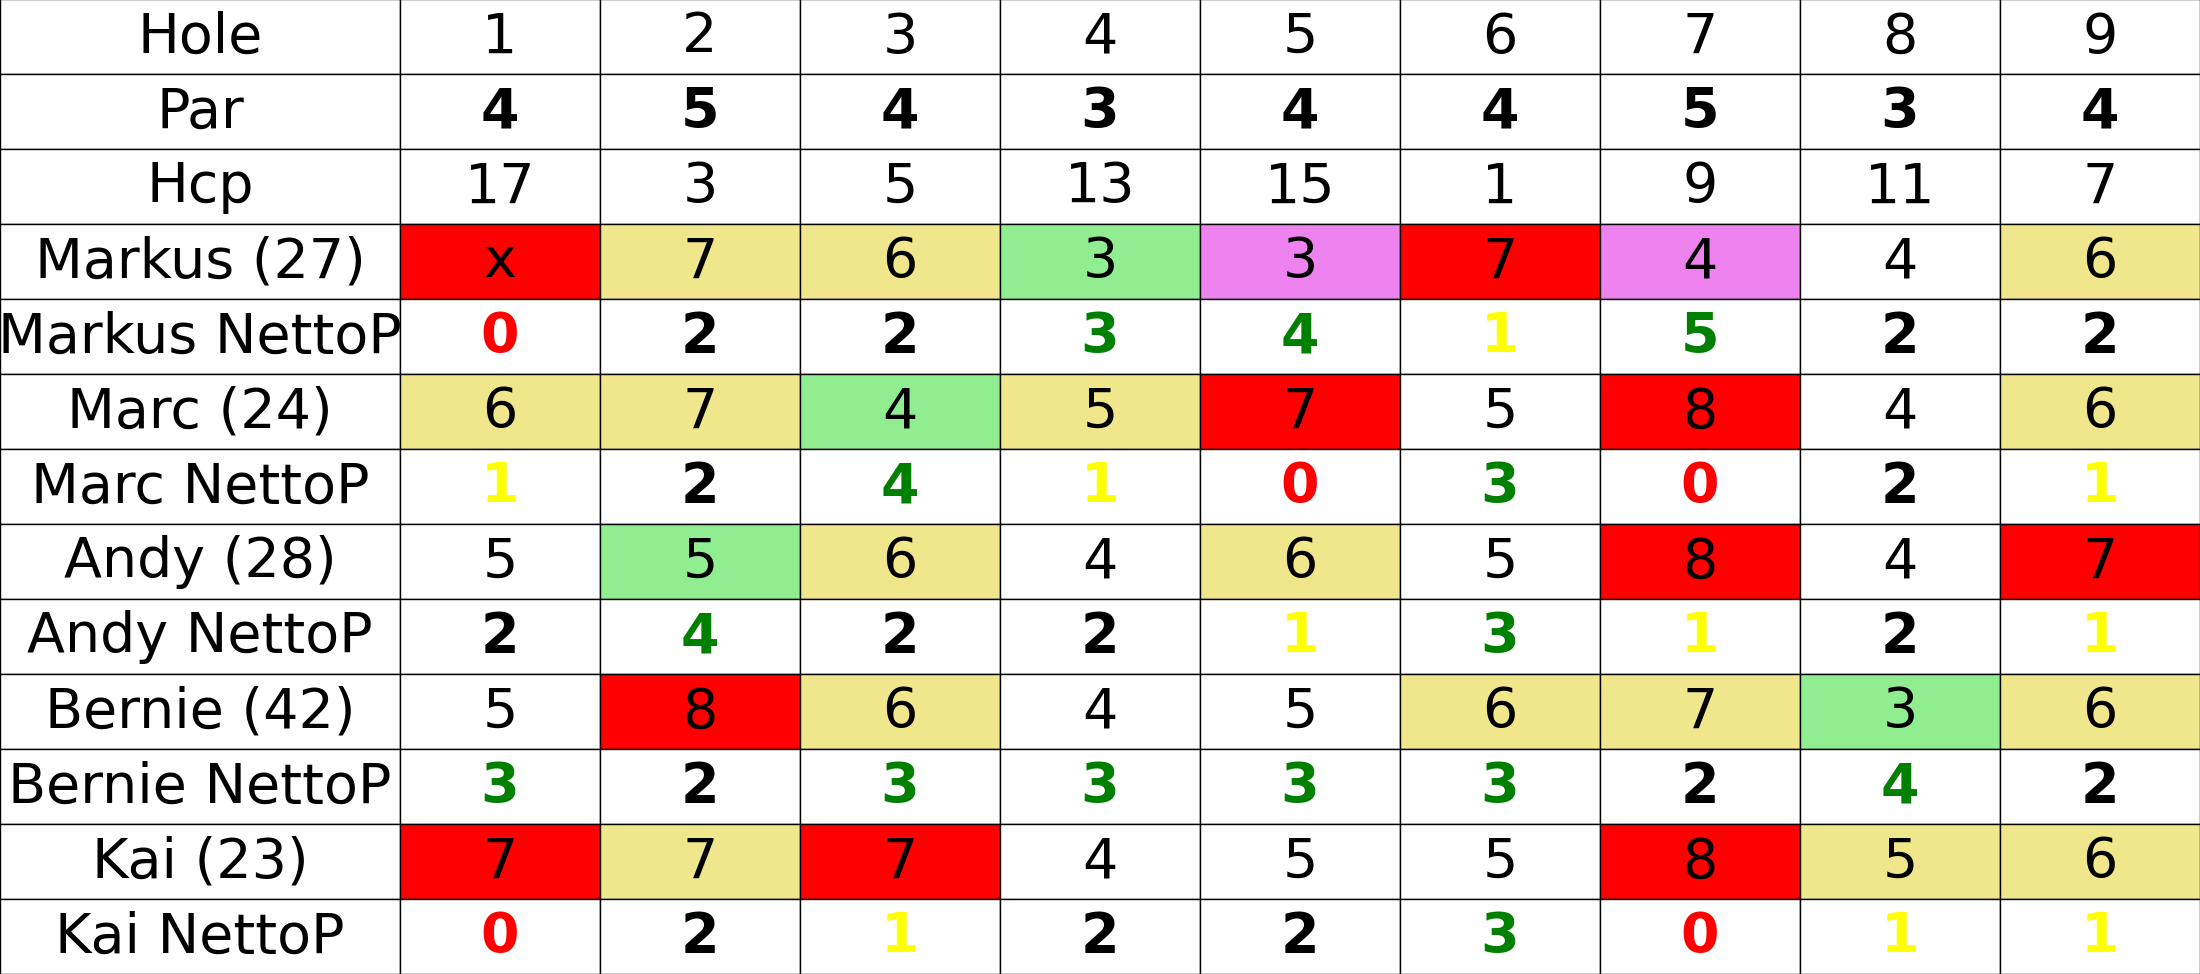 Hole 1 2 3 4 5 6 7 8 9
Par 4 5 4 3 4 4 5 3 4
Hcp 17 3 5 13 15 1 9 11 7
Markus (27) x 7 6 3 3 7 4 4 6
Markus NettoP 0 2 2 3 4 1 5 2 2
Marc (24) 6 7 4 5 7 5 8 4 6
Marc NettoP 1 2 4 1 0 3 0 2 1
Andy (28) 5 5 6 4 6 5 8 4 7
Andy NettoP 2 4 2 2 1 3 1 2 1
Bernie (42) 5 8 6 4 5 6 7 3 6
Bernie NettoP 3 2 3 3 3 3 2 4 2
Kai (23) 7 7 7 4 5 5 8 5 6
Kai NettoP 0 2 1 2 2 3 0 1 1